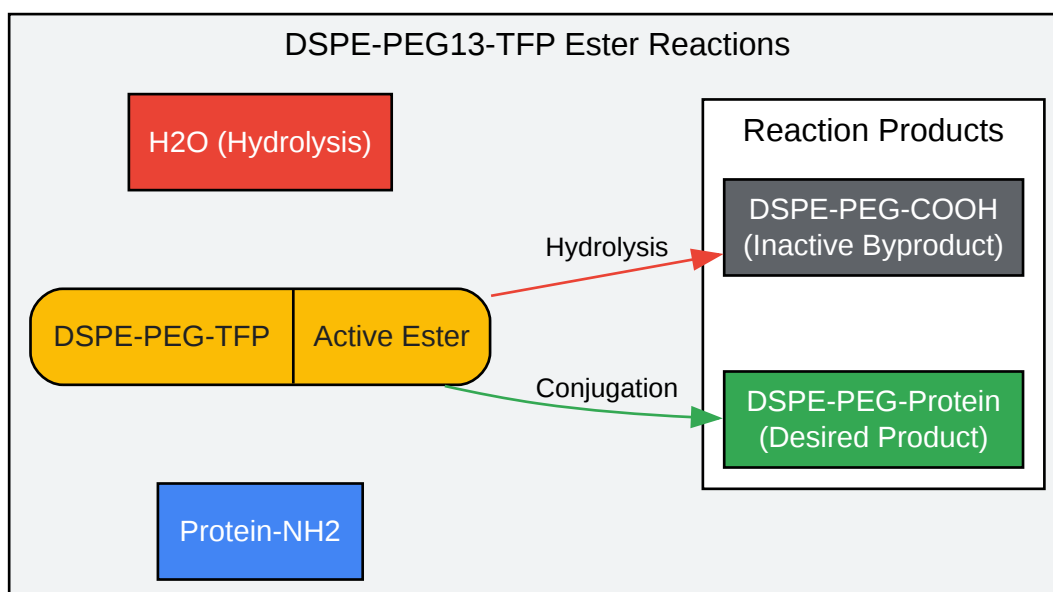 DSPE-PEG13-TFP Ester Reactions
H2O (Hydrolysis)
Reaction Products
DSPE-PEG-COOH
(Inactive Byproduct)
Hydrolysis
DSPE-PEG-TFP
Active Ester
Conjugation
DSPE-PEG-Protein
(Desired Product)
Protein-NH2